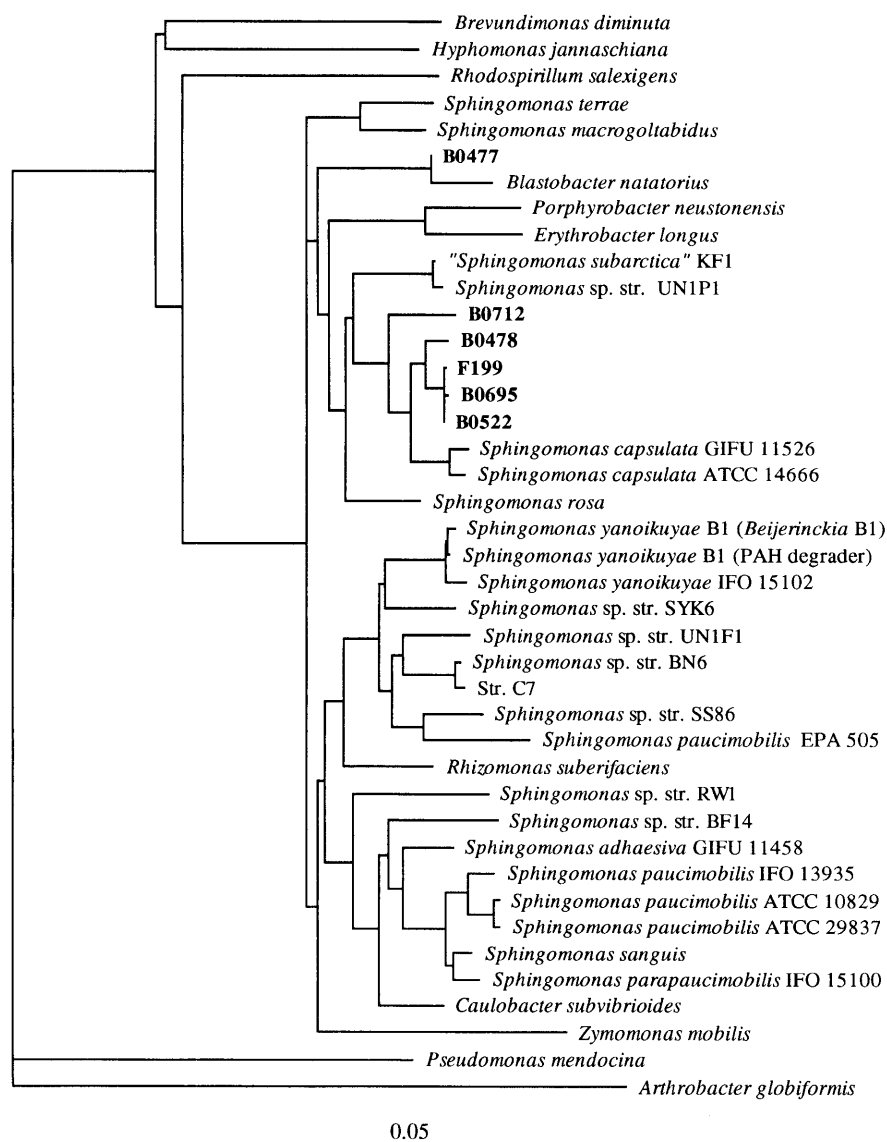 Brevundimonas diminuta
Hyphomonas jannaschiana
Rhodospirillum salexigens
Sphingomonas terrae
Sphingomonas macrogoltabidus
B0477
Blastobacter natatorius
Porphyrobacter neustonensis
Erythrobacter longus
"Sphingomonas subarctica" KF1
Sphingomonas sp. str. UN1P1
B0712
B0478
F199
B0695
B0522
Sphingomonas capsulata GIFU 11526
Sphingomonas capsulata ATCC 14666
Sphingomonas rosa
Sphingomonas yanoikuyae B1 (Beijerinckia B1)
Sphingomonas yanoikuyae B1 (PAH degrader)
Sphingomonas yanoikuyae IFO 15102
Sphingomonas sp. str. SYK6
Sphingomonas sp. str. UN1F1
Sphingomonas sp. str. BN6
Str. C7
Sphingomonas sp. str. SS86
Sphingomonas paucimobilis EPA 505
Rhizomonas suberifaciens
Sphingomonas sp. str. RW1
Sphingomonas sp. str. BF14
Sphingomonas adhaesiva GIFU 11458
Sphingomonas paucimobilis IFO 13935
Sphingomonas paucimobilis ATCC 10829
Sphingomonas paucimobilis ATCC 29837
Sphingomonas sanguis
Sphingomonas parapaucimobilis IFO 15100
Caulobacter subvibrioides
Zymomonas mobilis
Pseudomonas mendocina
Arthrobacter globiformis
0.05